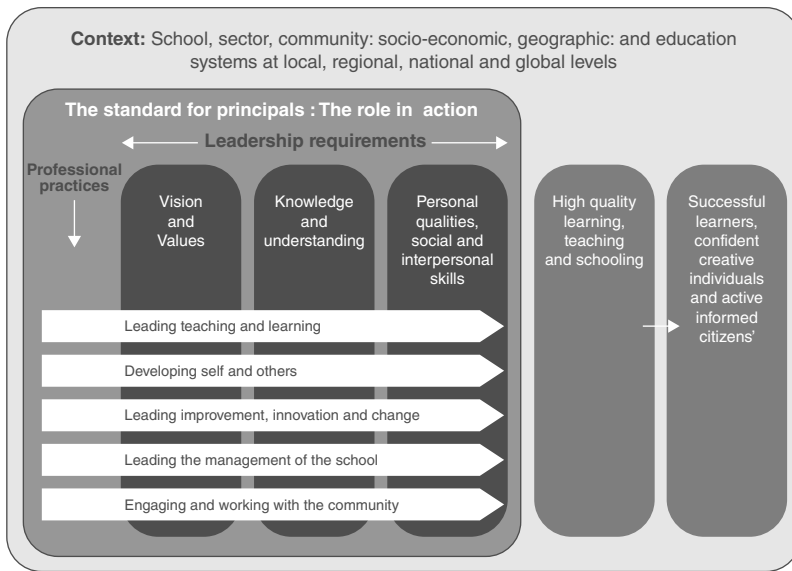 Context: School, sector, community: socio-economic, geographic: and education
systems at local, regional, national and global levels
The standard for principals : The role in action
Leadership requirements
Professional
practices
Vision
and
Values
Knowledge
and
understanding
Personal
qualities,
social and
interpersonal
skills
High quality
learning,
teaching
and schooling
Successful
learners,
confident
creative
individuals
and active
informed
citizens’
Leading teaching and learning
Developing self and others
Leading improvement, innovation and change
Leading the management of the school
Engaging and working with the community